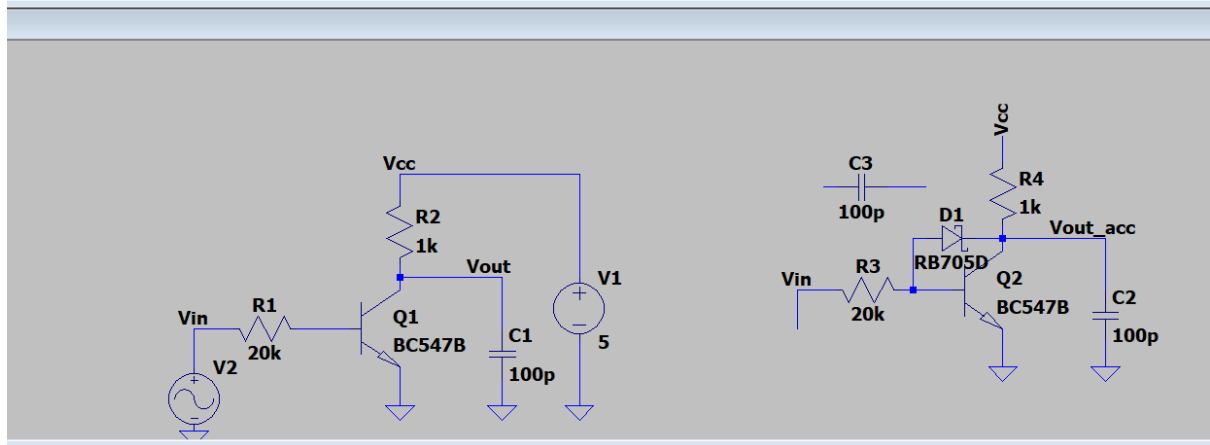 Vcc
R2
1k
Vout
V1
5
R1
Vin
20k
Q1
BC547B
V2
C1
100p
Vcc
C3
100p
R4
1k
D1
RB705D
Vout_acc
Vin
R3
20k
Q2
BC547B
C2
100p